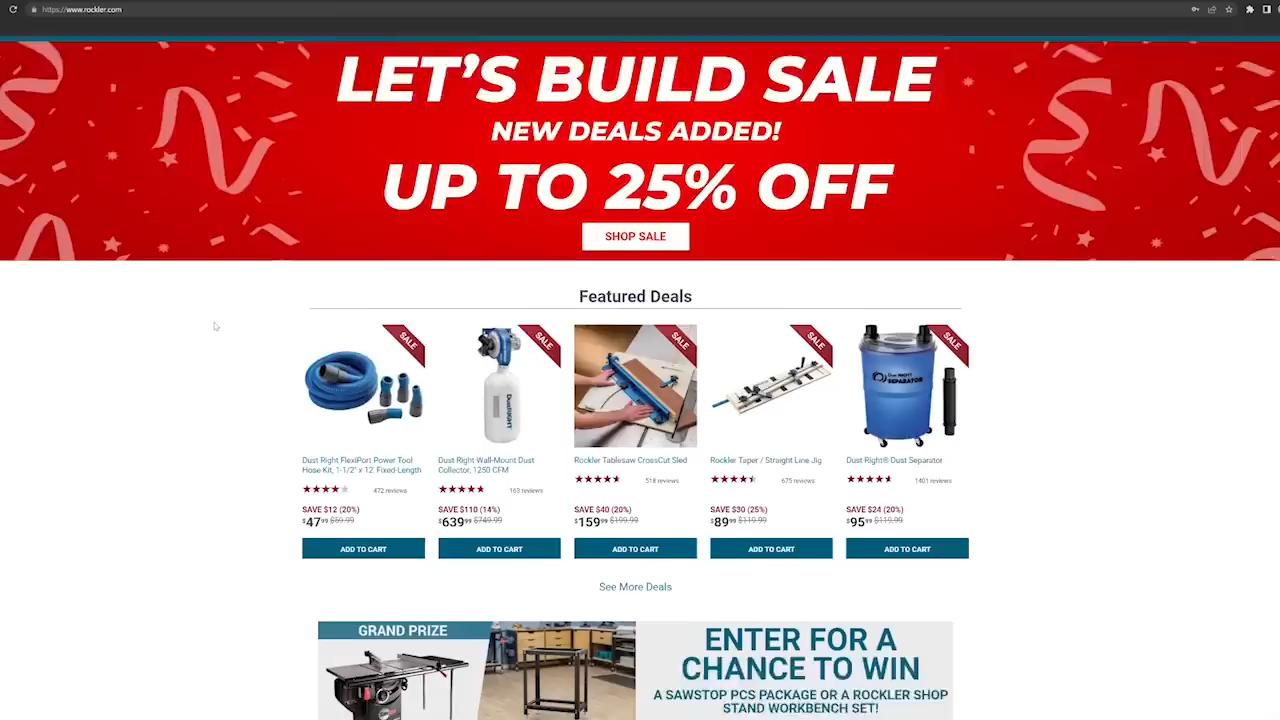 https://www.rockler.com
LET'S BUILD SALE
NEW DEALS ADDED!
UP TO 25% OFF
SHOP SALE
Featured Deals
SALE SALE SALE SALE SALE
DustRIGHT
Dust RIGHT
SEPARATOR
Dust Right FlexiPort Power Tool
Hose Kit, 1-1/2" x 12' Fixed-Length
472 reviews
SAVE $12 (20%)
$47.99 $59.99
ADD TO CART
Dust Right Wall-Mount Dust
Collector, 1250 CFM
163 reviews
SAVE $110 (14%)
$639.99 $749.99
ADD TO CART
Rockler Tablesaw CrossCut Sled
518 reviews
SAVE $40 (20%)
$159.99 $199.99
ADD TO CART
Rockler Taper / Straight Line Jig
675 reviews
SAVE $30 (25%)
$89.99 $119.99
ADD TO CART
Dust Right® Dust Separator
1401 reviews
SAVE $24 (20%)
$95.99 $119.99
ADD TO CART
See More Deals
GRAND PRIZE
ENTER FOR A
CHANCE TO WIN
A SAWSTOP PCS PACKAGE OR A ROCKLER SHOP
STAND WORKBENCH SET!